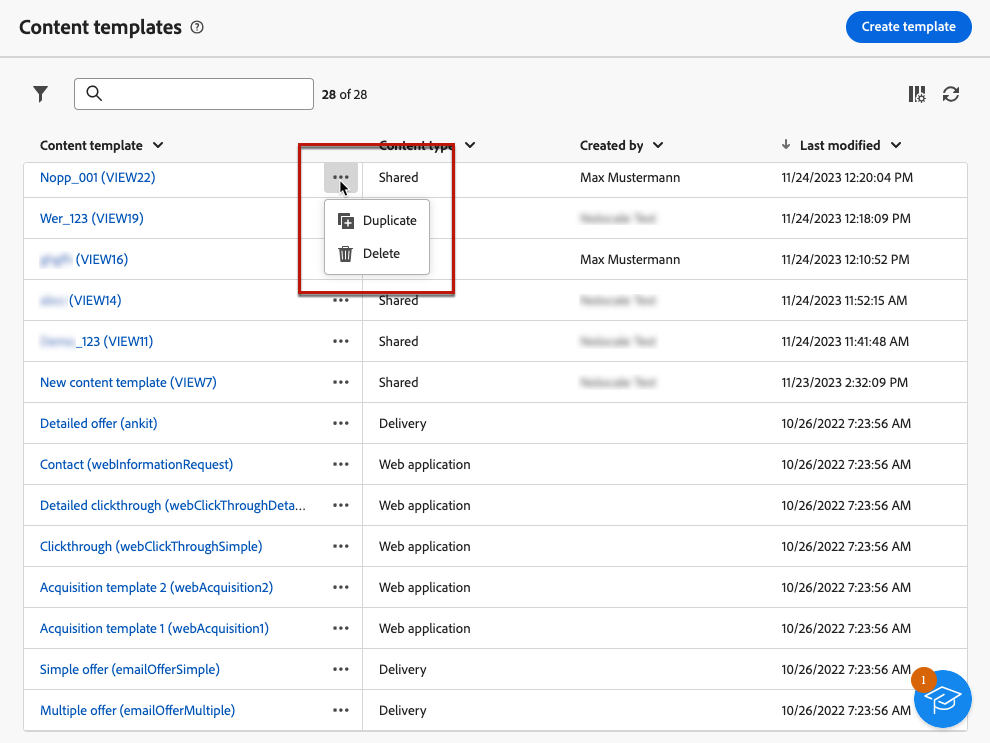 Content templates ?
Create template
28 of 28
Content template Content type Created by Last modified
Nopp_001 (VIEW22) Shared Max Mustermann 11/24/2023 12:20:04 PM
Wer_123 (VIEW19) 11/24/2023 12:18:09 PM
Duplicate
(VIEW16) Max Mustermann 11/24/2023 12:10:52 PM
Delete
(VIEW14) Shared 11/24/2023 11:52:15 AM
_123 (VIEW11) Shared 11/24/2023 11:41:48 AM
New content template (VIEW7) Shared 11/23/2023 2:32:09 PM
Detailed offer (ankit) Delivery 10/26/2022 7:23:56 AM
Contact (webInformationRequest) Web application 10/26/2022 7:23:56 AM
Detailed clickthrough (webClickThroughDeta... Web application 10/26/2022 7:23:56 AM
Clickthrough (webClickThroughSimple) Web application 10/26/2022 7:23:56 AM
Acquisition template 2 (webAcquisition2) Web application 10/26/2022 7:23:56 AM
Acquisition template 1 (webAcquisition1) Web application 10/26/2022 7:23:56 AM
Simple offer (emailOfferSimple) Delivery 10/26/2022 7:23:56 AM
1
Multiple offer (emailOfferMultiple) Delivery 10/26/2022 7:23:56 AM